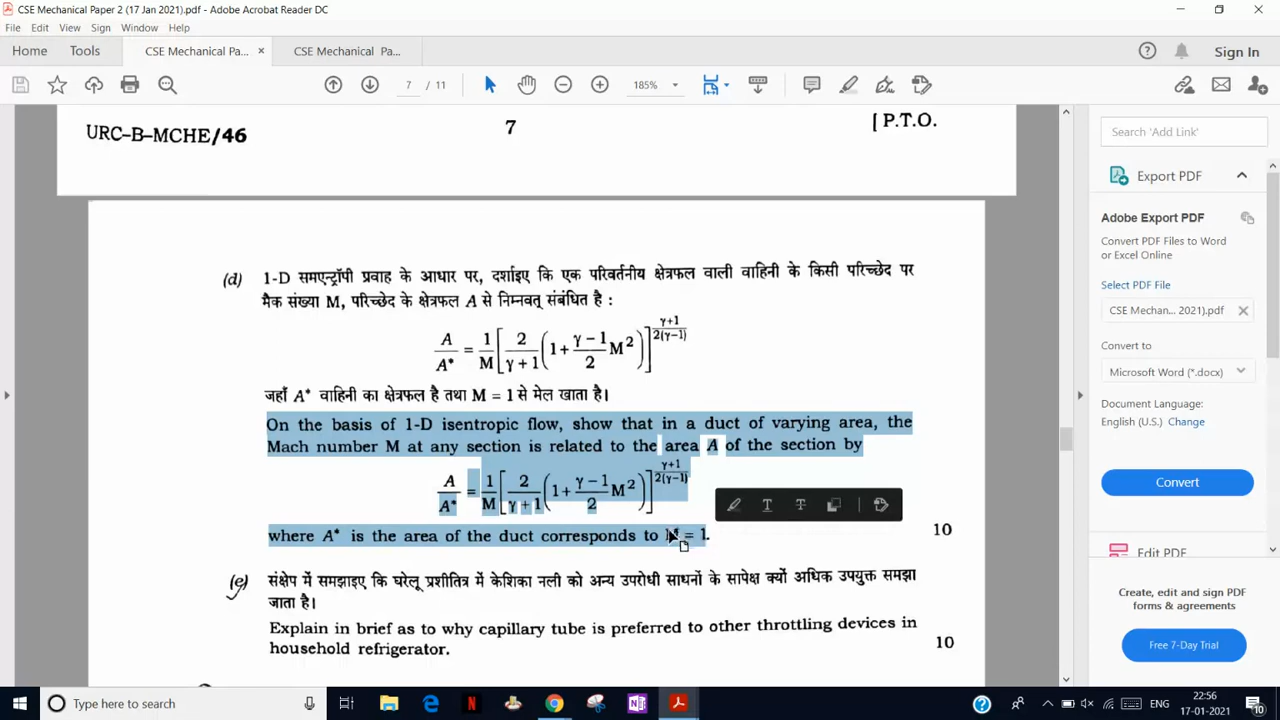 CSE Mechanical Paper 2 (17 Jan 2021).pdf - Adobe Acrobat Reader DC
File Edit View Sign Window Help
Home Tools CSE Mechanical Pa... × CSE Mechanical Pa... Sign In
7 / 11 185%
URC–B–MCHE/46 7 [ P.T.O.
(d) 1-D समएन्ट्रॉपी प्रवाह के आधार पर, दर्शाइए कि एक परिवर्तनीय क्षेत्रफल वाली वाहिनी के किसी परिच्छेद पर
मैक संख्या M, परिच्छेद के क्षेत्रफल A से निम्नवत् संबंधित है :
A/A* = 1/M [ 2/(γ + 1) ( 1 + (γ – 1)/2 M² ) ]^((γ+1)/(2(γ–1)))
जहाँ A* वाहिनी का क्षेत्रफल है तथा M = 1 से मेल खाता है।
On the basis of 1-D isentropic flow, show that in a duct of varying area, the
Mach number M at any section is related to the area A of the section by
A/A* = 1/M [ 2/(γ + 1) ( 1 + (γ – 1)/2 M² ) ]^((γ+1)/(2(γ–1)))
where A* is the area of the duct corresponds to M = 1.
10
(e) संक्षेप में समझाइए कि घरेलू प्रशीतित्र में केशिका नली को अन्य उपरोधी साधनों के सापेक्ष क्यों अधिक उपयुक्त समझा
जाता है।
Explain in brief as to why capillary tube is preferred to other throttling devices in
household refrigerator.
10
Search 'Add Link'
Export PDF
Adobe Export PDF
Convert PDF Files to Word
or Excel Online
Select PDF File
CSE Mechan... 2021).pdf ×
Convert to
Microsoft Word (*.docx)
Document Language:
English (U.S.) Change
Convert
Edit PDF
Create, edit and sign PDF
forms & agreements
Free 7-Day Trial
Type here to search
ENG
22:56
17-01-2021
10